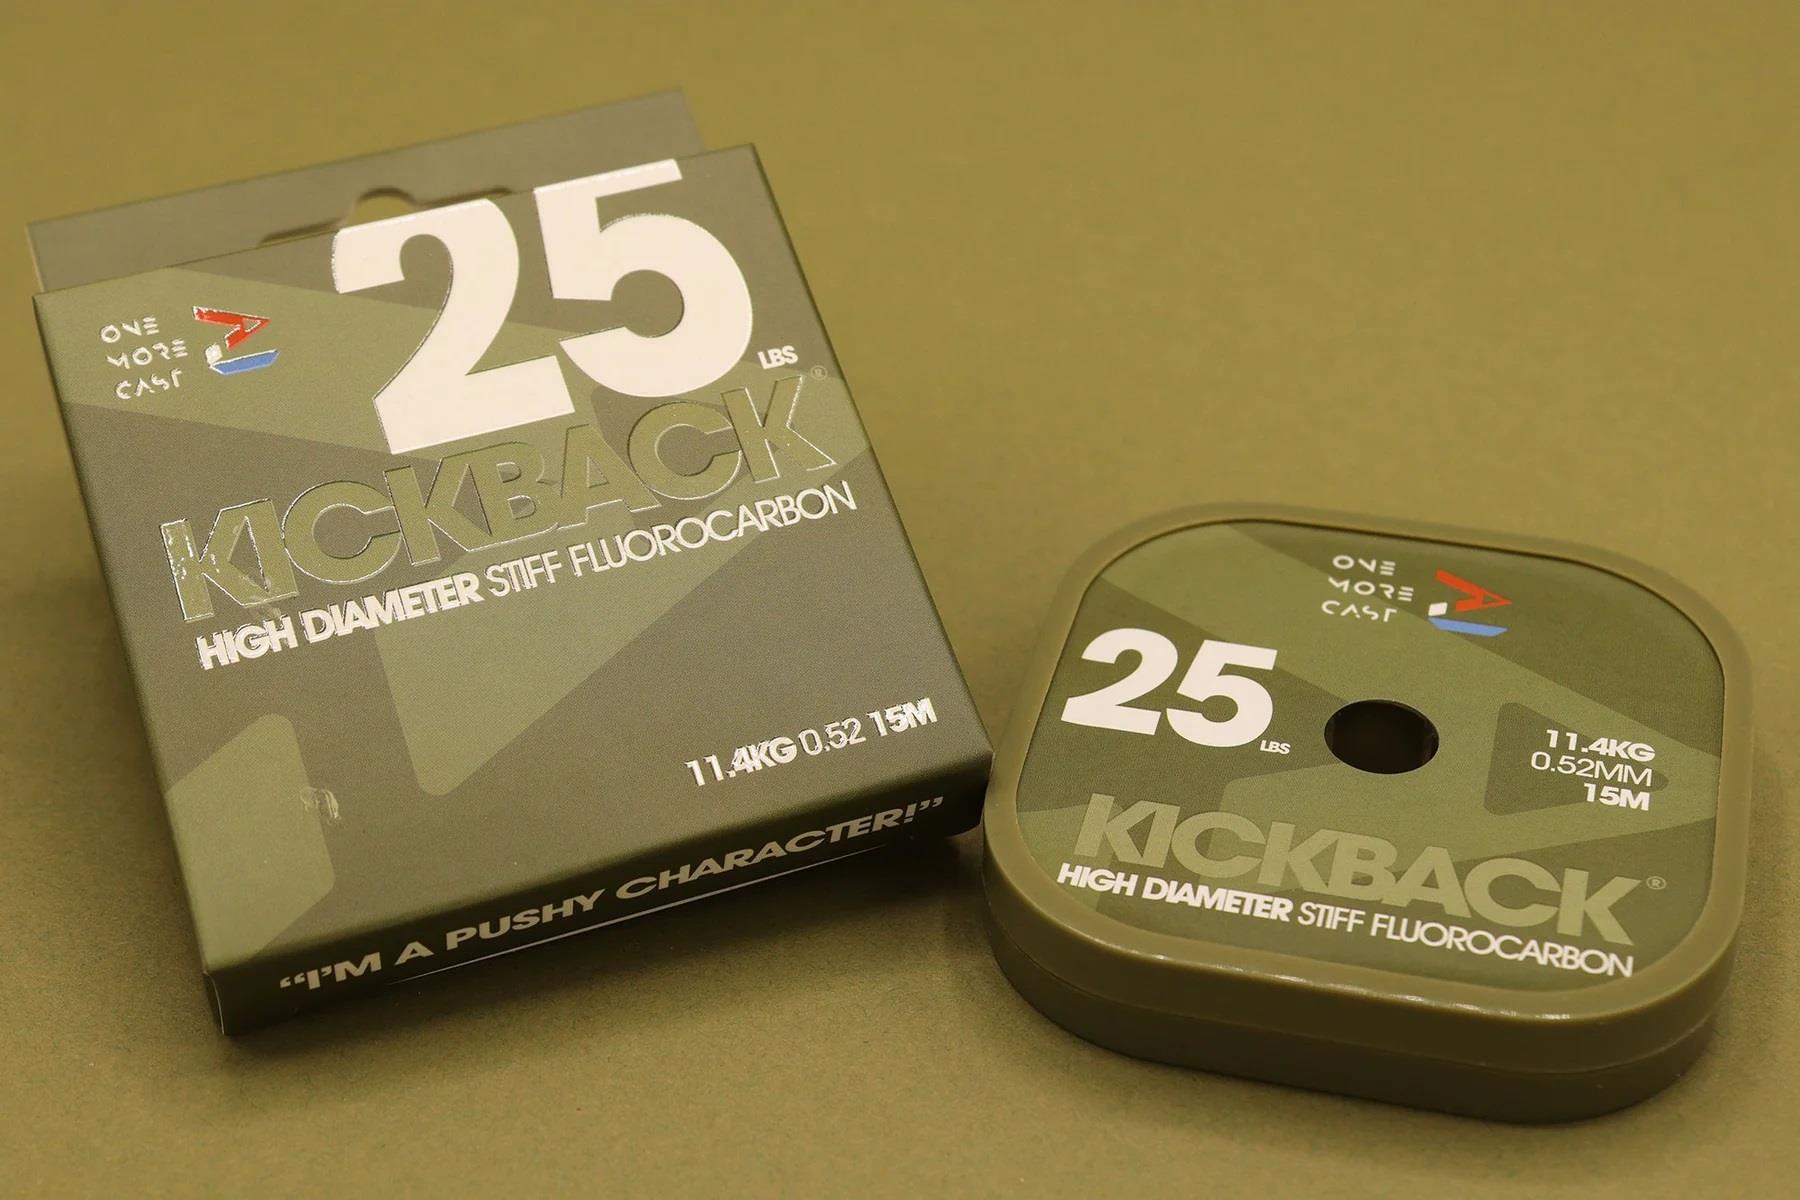 25
LBS
ONE
MORE
CAST
KICKBACK®
HIGH DIAMETER STIFF FLUOROCARBON
11.4KG 0.52 15M
“I’M A PUSHY CHARACTER!”
ONE
MORE
CAST
25
LBS
11.4KG
0.52MM
15M
KICKBACK®
HIGH DIAMETER STIFF FLUOROCARBON